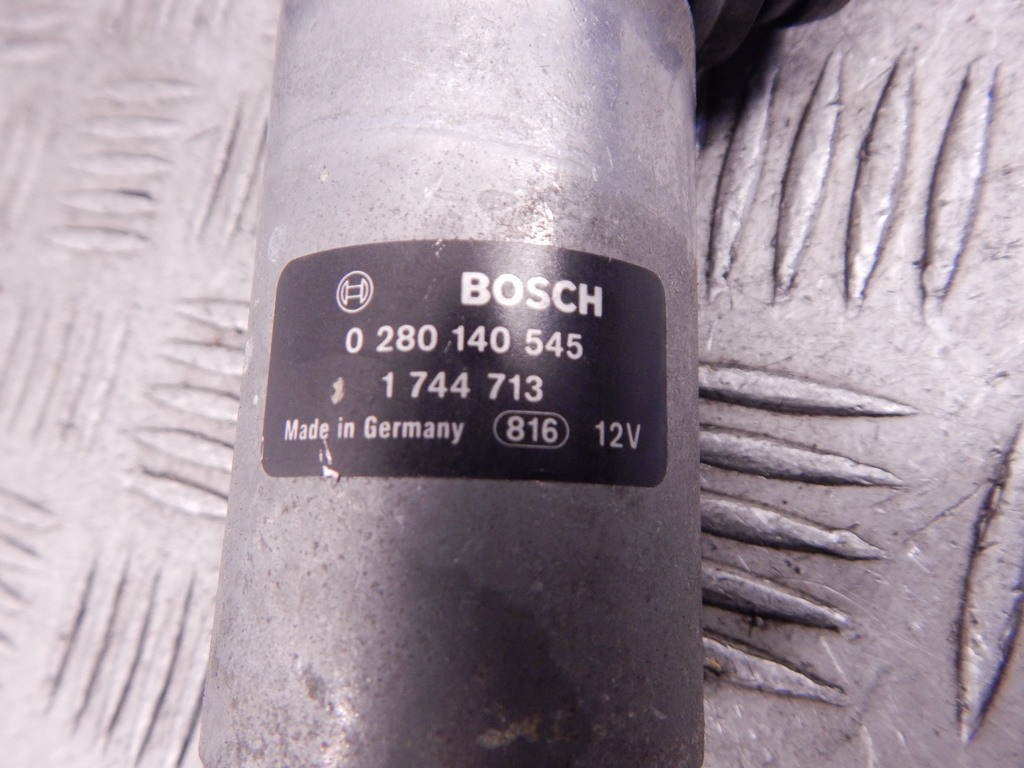 BOSCH
0 280 140 545
1 744 713
Made in Germany 816 12V